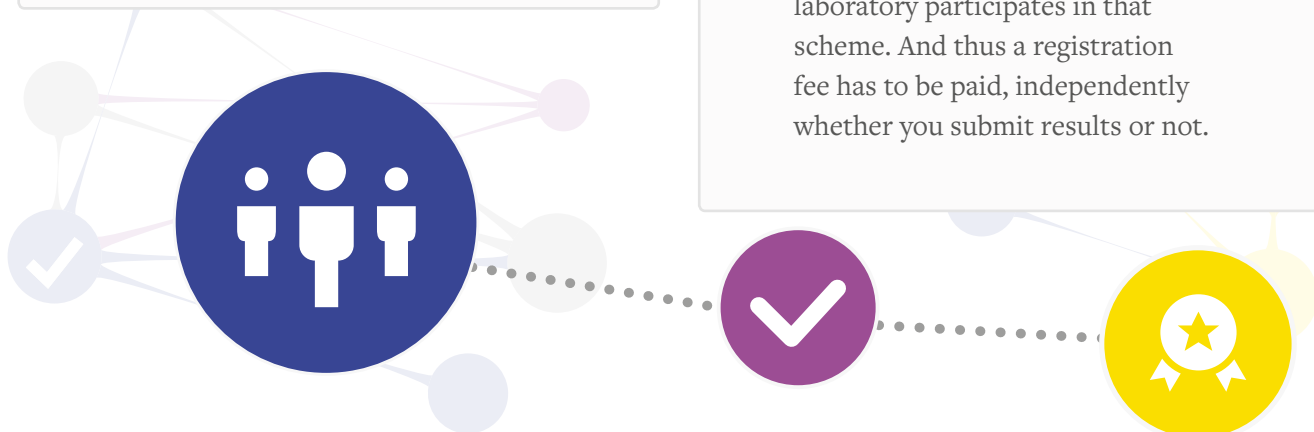 laboratory participates in that
scheme. And thus a registration
fee has to be paid, independently
whether you submit results or not.